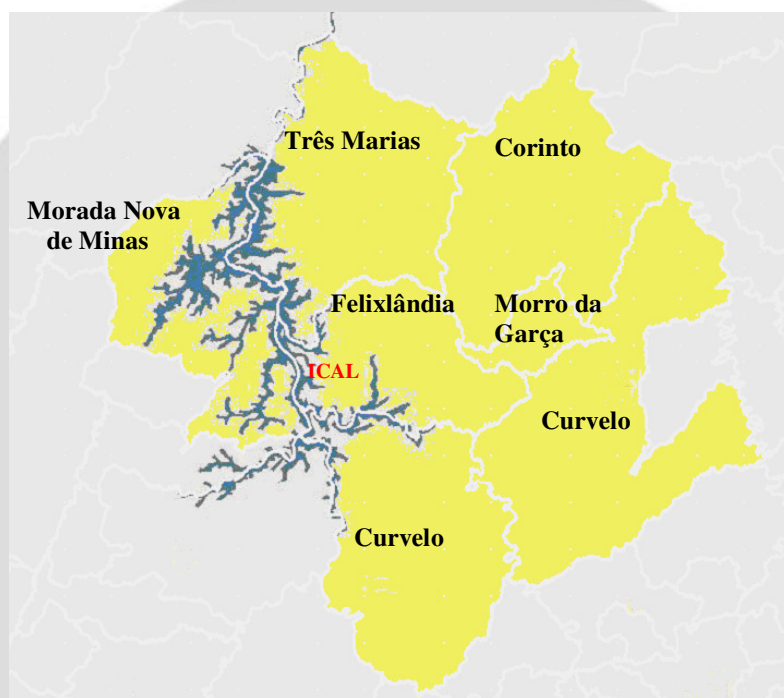 Três Marias
Corinto
Morada Nova
de Minas
Felixlândia
Morro da
Garça
ICAL
Curvelo
Curvelo